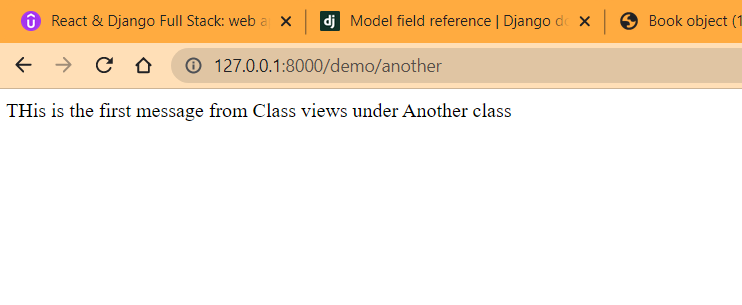 React & Django Full Stack: web a
Model field reference | Django do
Book object (1
127.0.0.1:8000/demo/another
THis is the first message from Class views under Another class